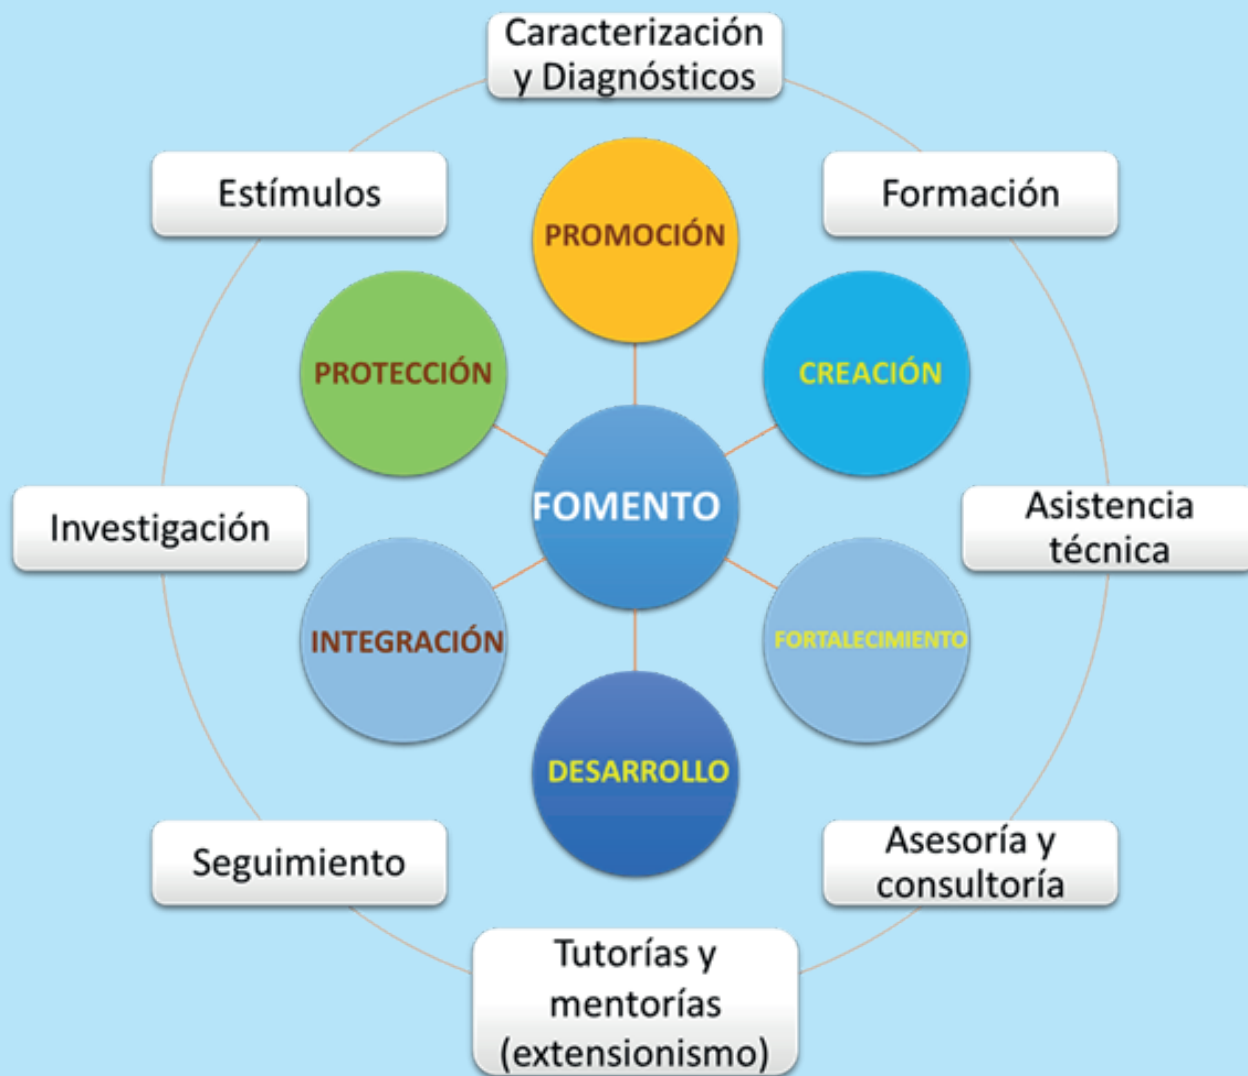 Caracterización
y Diagnósticos
Estímulos
Formación
PROMOCIÓN
PROTECCIÓN
CREACIÓN
FOMENTO
Investigación
Asistencia
técnica
INTEGRACIÓN
FORTALECIMIENTO
DESARROLLO
Seguimiento
Asesoría y
consultoría
Tutorías y
mentorías
(extensionismo)